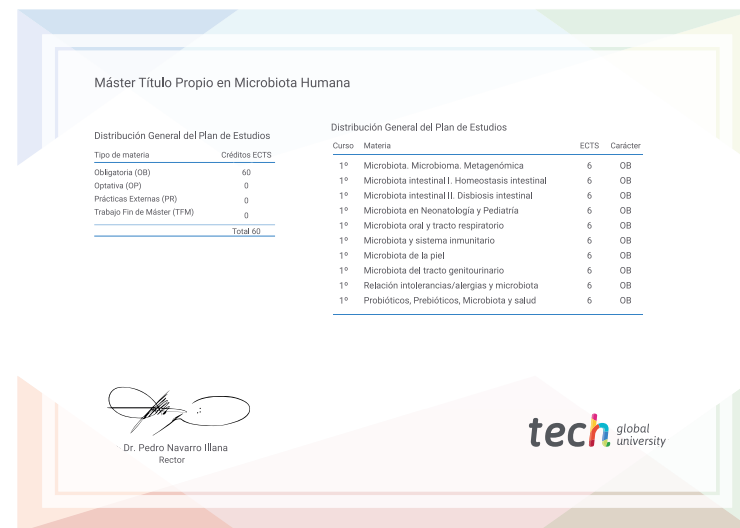 Máster Título Propio en Microbiota Humana
Distribución General del Plan de Estudios
Tipo de materia Créditos ECTS
Obligatoria (OB) 60
Optativa (OP) 0
Prácticas Externas (PR) 0
Trabajo Fin de Máster (TFM) 0
Total 60
Distribución General del Plan de Estudios
Curso Materia ECTS Carácter
1º Microbiota. Microbioma. Metagenómica 6 OB
1º Microbiota intestinal I. Homeostasis intestinal 6 OB
1º Microbiota intestinal II. Disbiosis intestinal 6 OB
1º Microbiota en Neonatología y Pediatría 6 OB
1º Microbiota oral y tracto respiratorio 6 OB
1º Microbiota y sistema inmunitario 6 OB
1º Microbiota de la piel 6 OB
1º Microbiota del tracto genitourinario 6 OB
1º Relación intolerancias/alergias y microbiota 6 OB
1º Probióticos, Prebióticos, Microbiota y salud 6 OB
Dr. Pedro Navarro Illana
Rector
tech global university